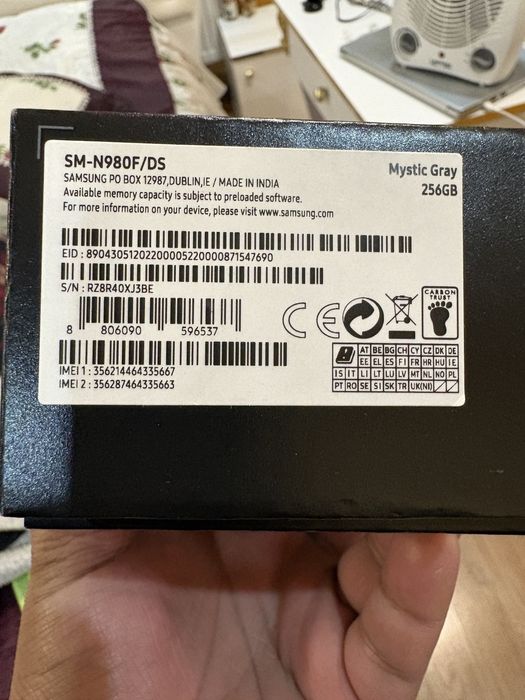 SM-N980F/DS
Mystic Gray
256GB
SAMSUNG PO BOX 12987,DUBLIN,IE / MADE IN INDIA
Available memory capacity is subject to preloaded software.
For more information on your device, please visit www.samsung.com
EID : 89043051202200005220000871547690
S/N : RZ8R40XJ3BE
8 806090 596537
CE
CARBON
TRUST
IMEI 1 : 356214464335667
IMEI 2 : 356287464335663
AT BE BG CH CY CZ DK DE
EE EL ES FI FR HR HU IE
IS IT LI LT LU LV MT NL NO PL
PT RO SE SI SK TR UK(NI)